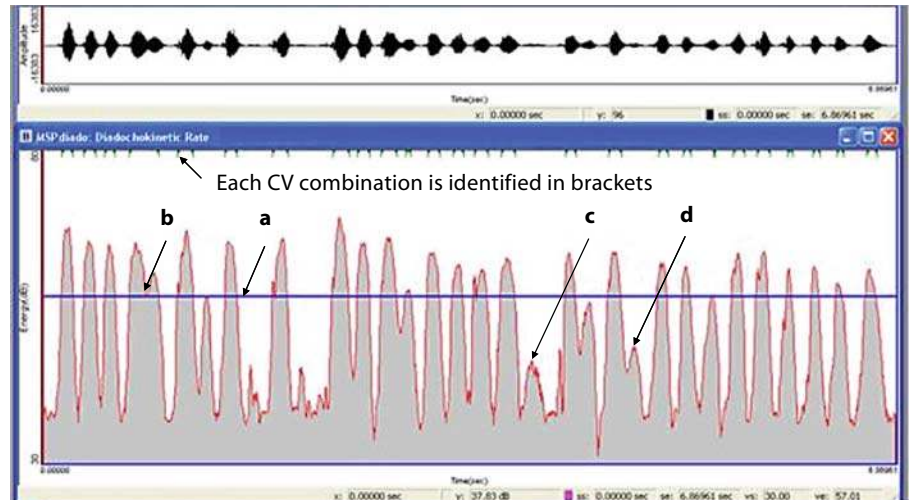 Amplitude
16383
-16383
0.00000
6.86961
Time(sec)
x: 0.00000 sec y: 96 ss: 0.00000 sec se: 6.86961 sec
MSPdiado: Diadochokinetic Rate
80
Each CV combination is identified in brackets
b a c d
Energy(dB)
30
0.00000
6.86961
Time(sec)
x: 0.00000 sec y: 37.83 dB ss: 0.00000 sec se: 6.86961 sec vs: 30.00 ve: 57.01